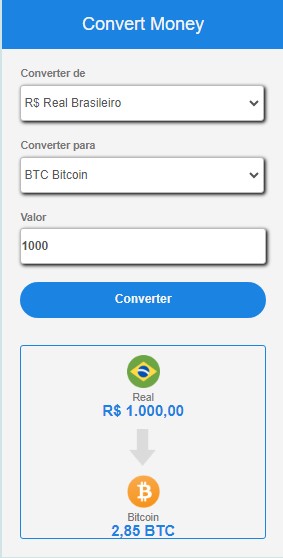 Convert Money
Converter de
R$ Real Brasileiro
Converter para
BTC Bitcoin
Valor
1000
Converter
Real
R$ 1.000,00
Bitcoin
2,85 BTC